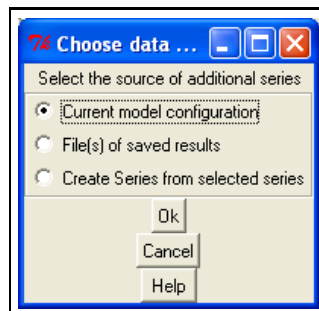 Choose data ...
Select the source of additional series
Current model configuration
File(s) of saved results
Create Series from selected series
Ok
Cancel
Help